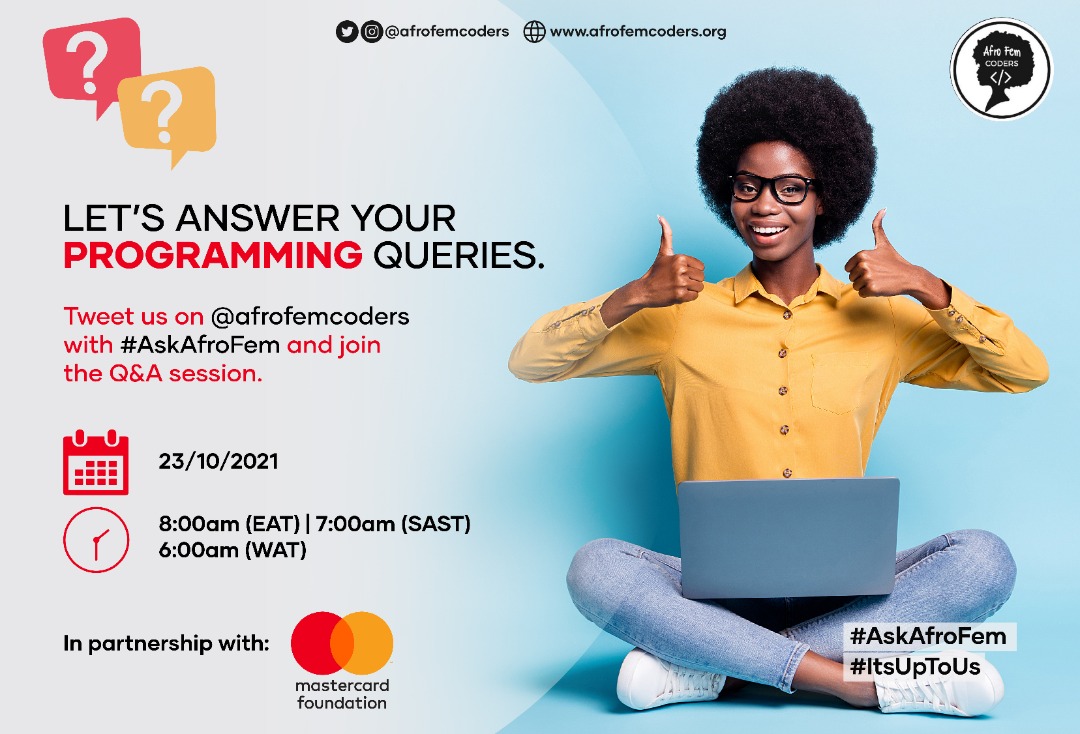 @afrofemcoders www.afrofemcoders.org
Afro Fem
CODERS
</>
? 
?
LET'S ANSWER YOUR
PROGRAMMING QUERIES.
Tweet us on @afrofemcoders
with #AskAfroFem and join
the Q&A session.
23/10/2021
8:00am (EAT) | 7:00am (SAST)
6:00am (WAT)
In partnership with:
mastercard
foundation
#AskAfroFem
#ItsUpToUs